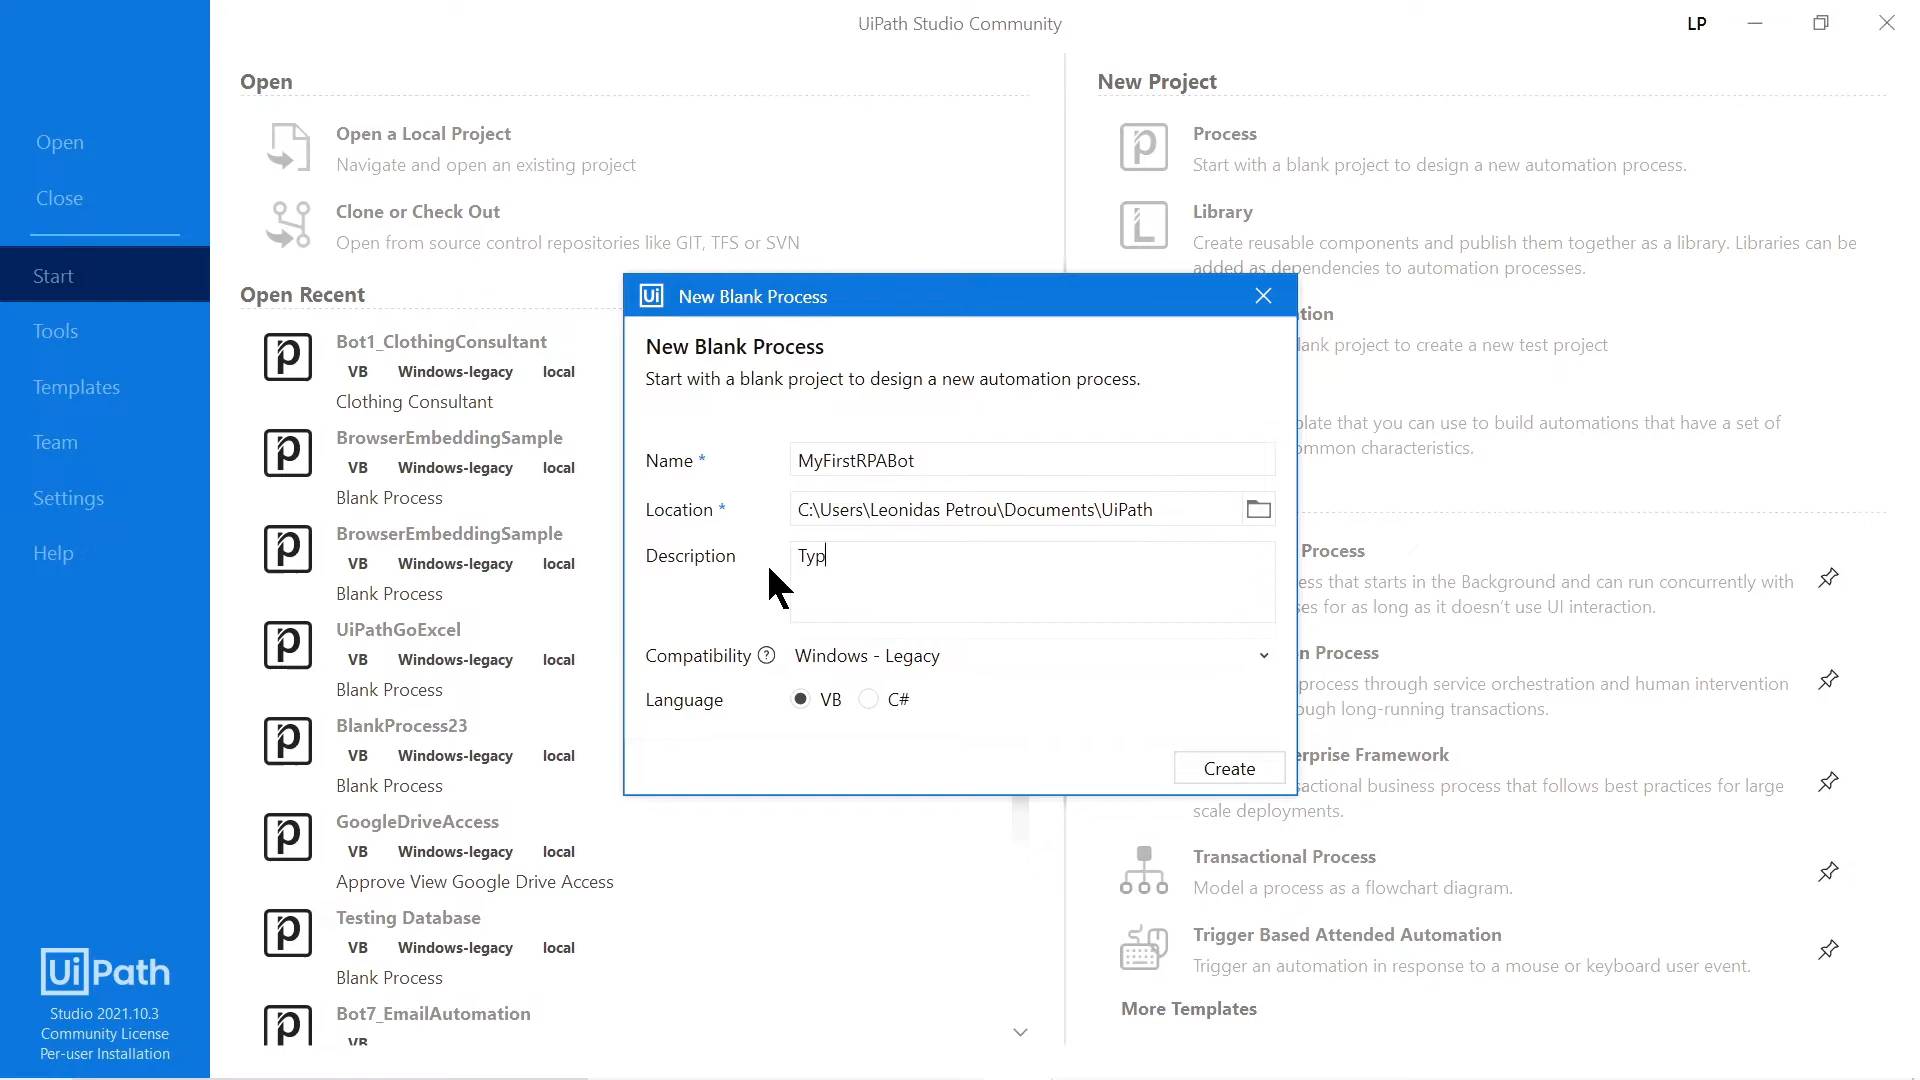 UiPath Studio Community
LP
Open
Close
Start
Tools
Templates
Team
Settings
Help
UiPath
Studio 2021.10.3
Community License
Per-user Installation
Open
Open a Local Project
Navigate and open an existing project
Clone or Check Out
Open from source control repositories like GIT, TFS or SVN
Open Recent
Bot1_ClothingConsultant
VB Windows-legacy local
Clothing Consultant
BrowserEmbeddingSample
VB Windows-legacy local
Blank Process
BrowserEmbeddingSample
VB Windows-legacy local
Blank Process
UiPathGoExcel
VB Windows-legacy local
Blank Process
BlankProcess23
VB Windows-legacy local
Blank Process
GoogleDriveAccess
VB Windows-legacy local
Approve View Google Drive Access
Testing Database
VB Windows-legacy local
Blank Process
Bot7_EmailAutomation
VB
Ui New Blank Process
New Blank Process
Start with a blank project to design a new automation process.
Name * MyFirstRPABot
Location * C:\Users\Leonidas Petrou\Documents\UiPath
Description Typ
Compatibility ? Windows - Legacy
Language VB C#
Create
New Project
Process
Start with a blank project to design a new automation process.
Library
Create reusable components and publish them together as a library. Libraries can be
added as dependencies to automation processes.
tion
lank project to create a new test project
plate that you can use to build automations that have a set of
ommon characteristics.
Process
ess that starts in the Background and can run concurrently with
ses for as long as it doesn't use UI interaction.
n Process
process through service orchestration and human intervention
ough long-running transactions.
erprise Framework
sactional business process that follows best practices for large
scale deployments.
Transactional Process
Model a process as a flowchart diagram.
Trigger Based Attended Automation
Trigger an automation in response to a mouse or keyboard user event.
More Templates